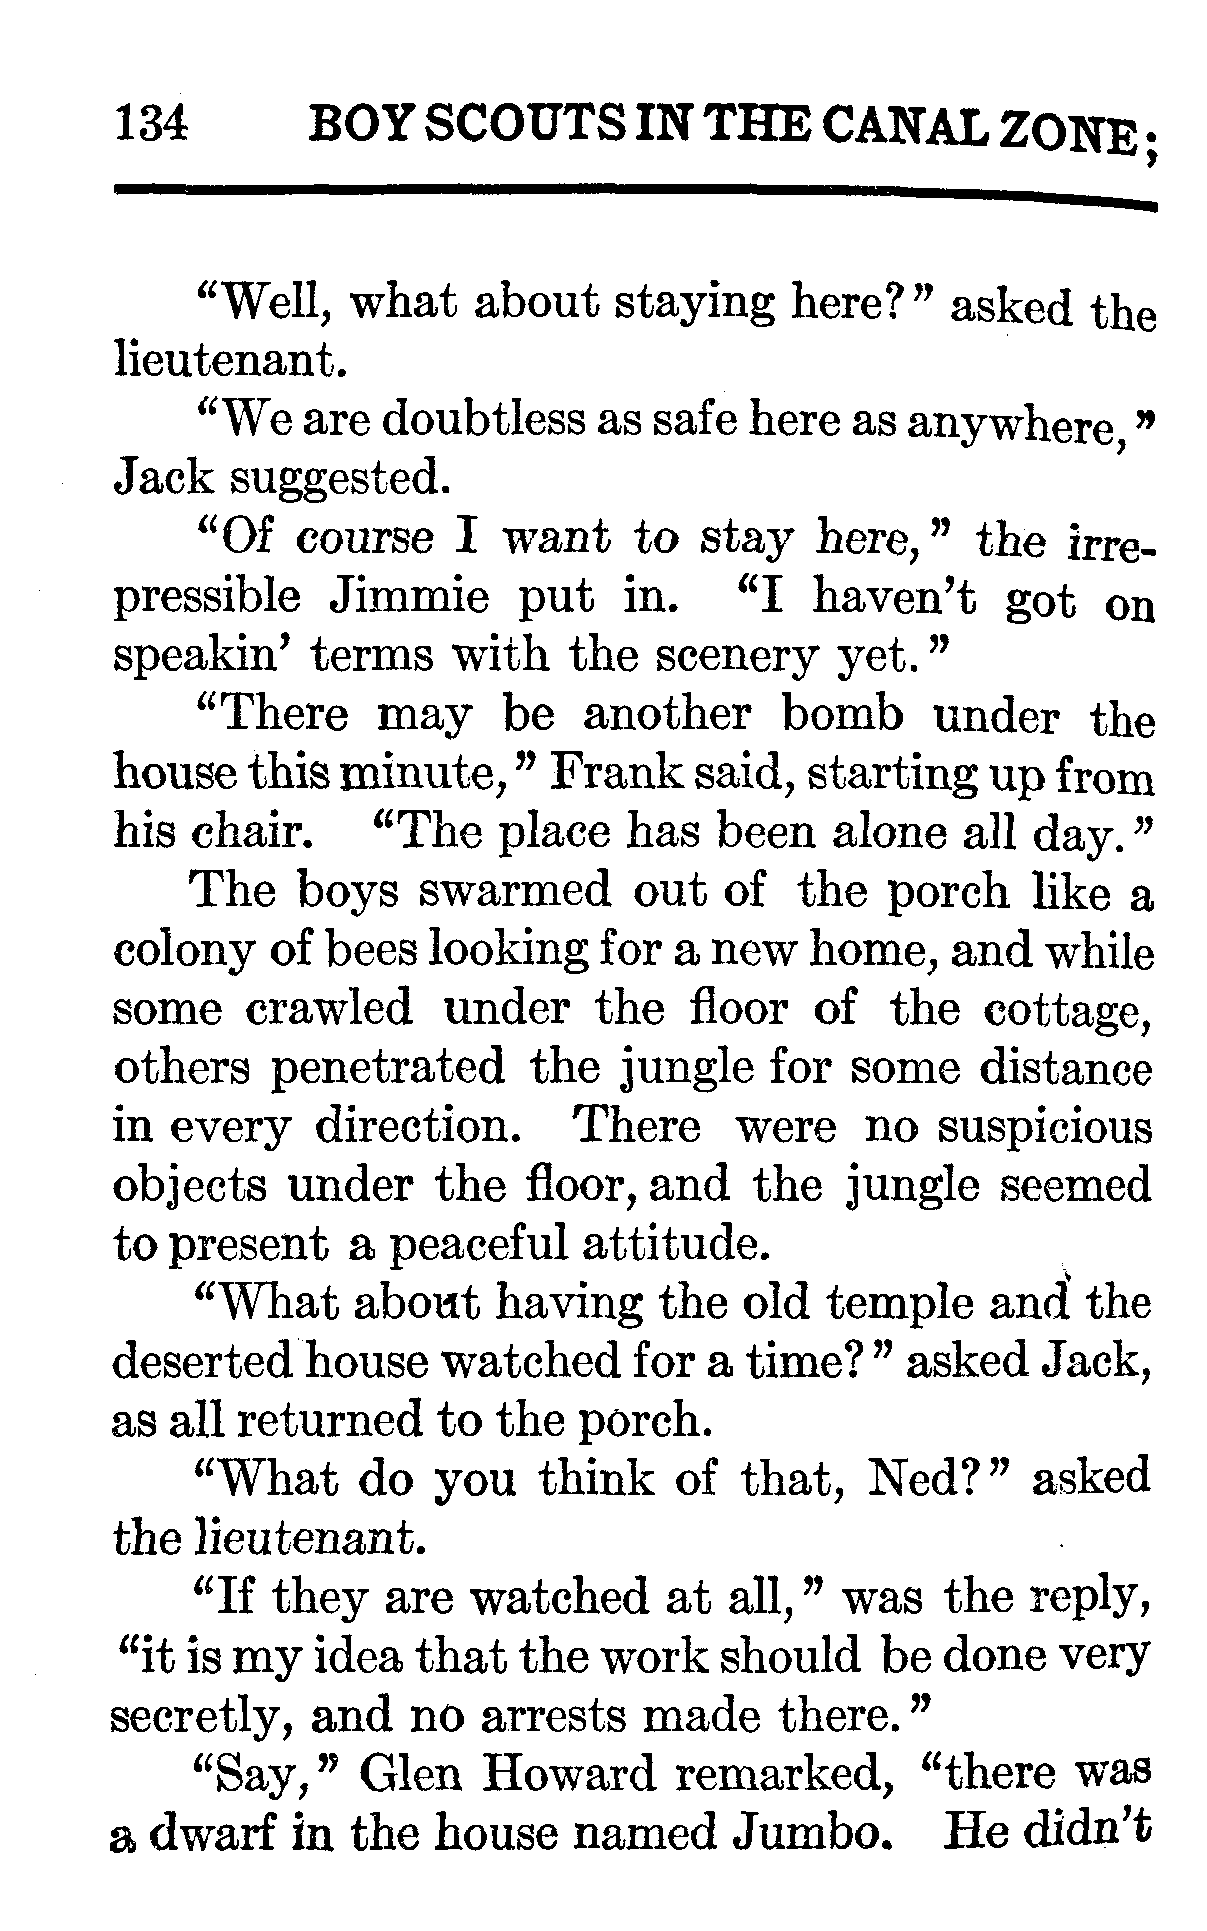 134 BOY SCOUTS IN THE CANAL ZONE;
“Well, what about staying here?” asked the
lieutenant.
“We are doubtless as safe here as anywhere,”
Jack suggested.
“Of course I want to stay here,” the irre-
pressible Jimmie put in. “I haven’t got on
speakin’ terms with the scenery yet.”
“There may be another bomb under the
house this minute,” Frank said, starting up from
his chair. “The place has been alone all day.”
The boys swarmed out of the porch like a
colony of bees looking for a new home, and while
some crawled under the floor of the cottage,
others penetrated the jungle for some distance
in every direction. There were no suspicious
objects under the floor, and the jungle seemed
to present a peaceful attitude.
“What about having the old temple and the
deserted house watched for a time?” asked Jack,
as all returned to the porch.
“What do you think of that, Ned?” asked
the lieutenant.
“If they are watched at all,” was the reply,
“it is my idea that the work should be done very
secretly, and no arrests made there.”
“Say,” Glen Howard remarked, “there was
a dwarf in the house named Jumbo. He didn’t